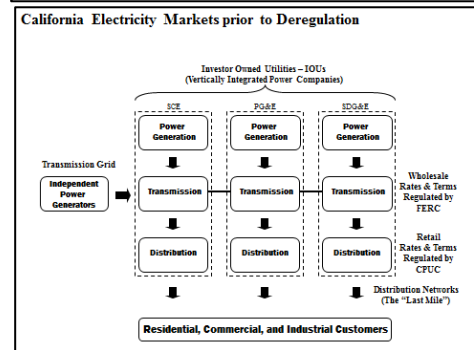 California Electricity Markets prior to Deregulation
Investor Owned Utilities – IOUs
(Vertically Integrated Power Companies)
SCE
PG&E
SDG&E
Power
Generation
Power
Generation
Power
Generation
Transmission Grid
Independent
Power
Generators
Transmission
Transmission
Transmission
Wholesale
Rates & Terms
Regulated by
FERC
Distribution
Distribution
Distribution
Retail
Rates & Terms
Regulated by
CPUC
Distribution Networks
(The "Last Mile")
Residential, Commercial, and Industrial Customers